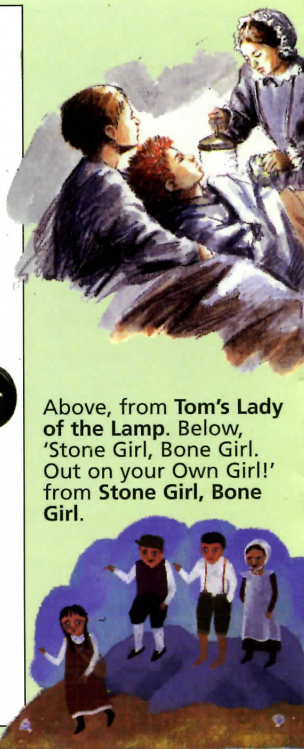 Above, from Tom's Lady
of the Lamp. Below,
'Stone Girl, Bone Girl.
Out on your Own Girl!'
from Stone Girl, Bone
Girl.